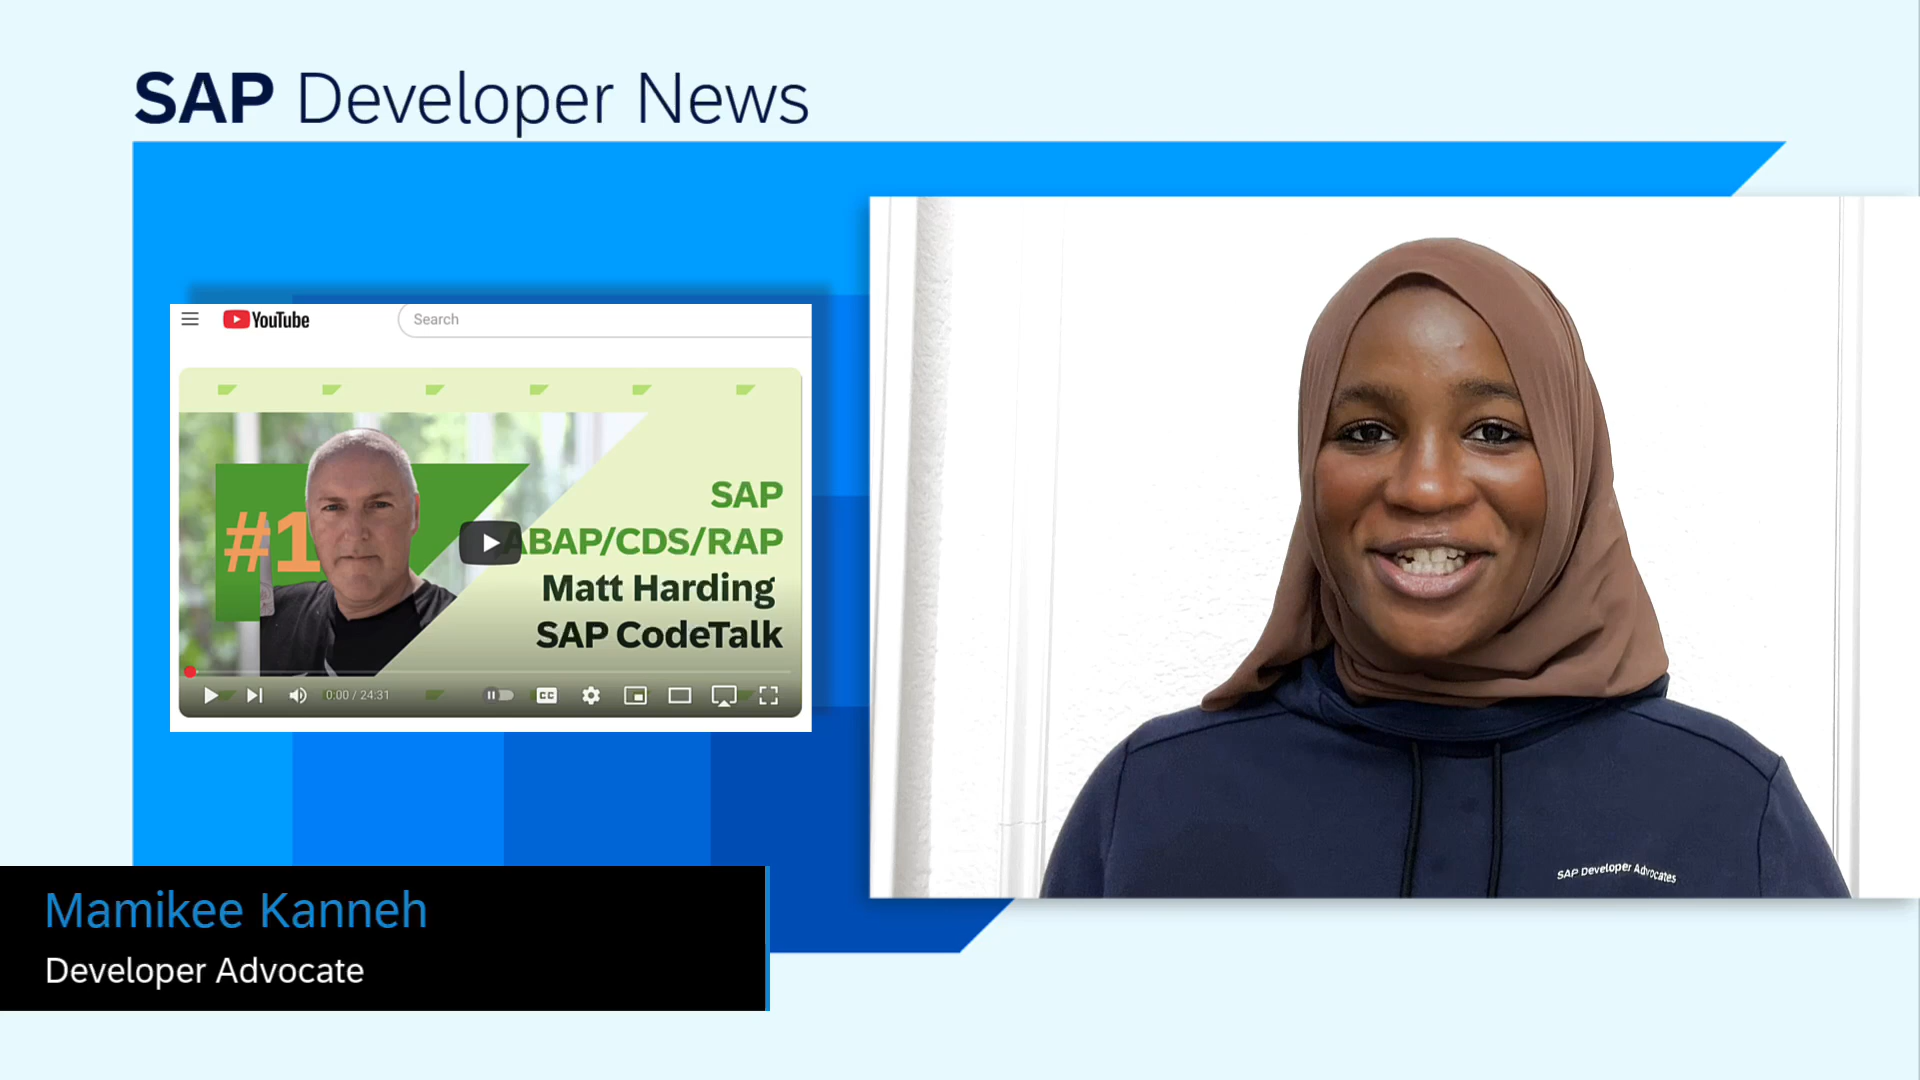 SAP Developer News
YouTube
Search
#1
SAP
ABAP/CDS/RAP
Matt Harding
SAP CodeTalk
0:00 / 24:31
CC
SAP Developer Advocates
Mamikee Kanneh
Developer Advocate